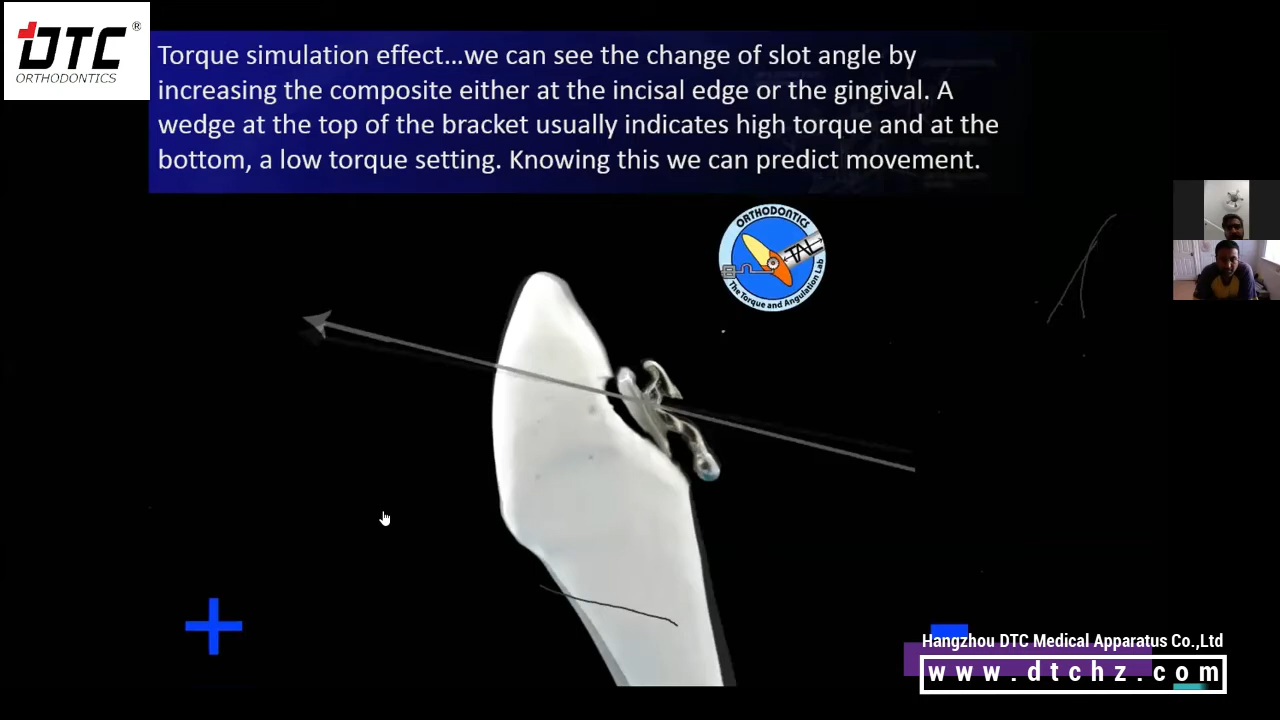 DTC®
ORTHODONTICS
Torque simulation effect...we can see the change of slot angle by
increasing the composite either at the incisal edge or the gingival. A
wedge at the top of the bracket usually indicates high torque and at the
bottom, a low torque setting. Knowing this we can predict movement.
ORTHODONTICS
TAL
The Torque and Angulation Lab
Hangzhou DTC Medical Apparatus Co.,Ltd
www.dtchz.com